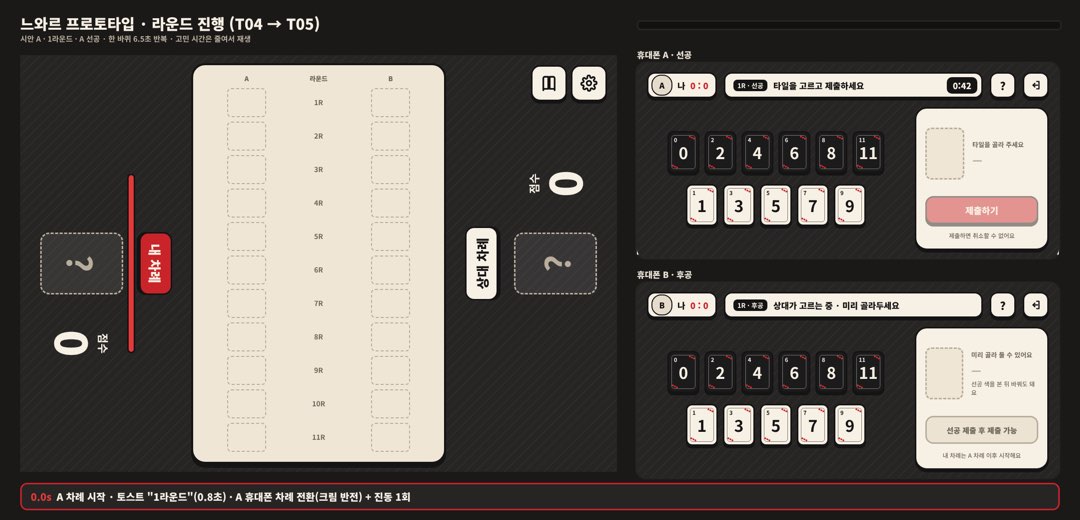 느와르 프로토타입 · 라운드 진행 (T04 → T05)
시안 A · 1라운드 · A 선공 · 한 바퀴 6.5초 반복 · 고민 시간은 줄여서 재생
A 라운드 B
1R
2R
3R
4R
5R
6R
7R
8R
9R
10R
11R
?
내 차례
0
점수
점수
0
상대 차례
?
휴대폰 A · 선공
A 나 0 : 0
1R · 선공 타일을 고르고 제출하세요 0:42
?
0 2 4 6 8 11
0 2 4 6 8 11
1 3 5 7 9
1 3 5 7 9
타일을 골라 주세요
—
제출하기
제출하면 취소할 수 없어요
휴대폰 B · 후공
B 나 0 : 0
1R · 후공 상대가 고르는 중 · 미리 골라두세요
?
0 2 4 6 8 11
0 2 4 6 8 11
1 3 5 7 9
1 3 5 7 9
미리 골라 둘 수 있어요
—
선공 색을 본 뒤 바꿔도 돼
요
선공 제출 후 제출 가능
내 차례는 A 차례 이후 시작해요
0.0s A 차례 시작 · 토스트 "1라운드"(0.8초) · A 휴대폰 차례 전환(크림 반전) + 진동 1회